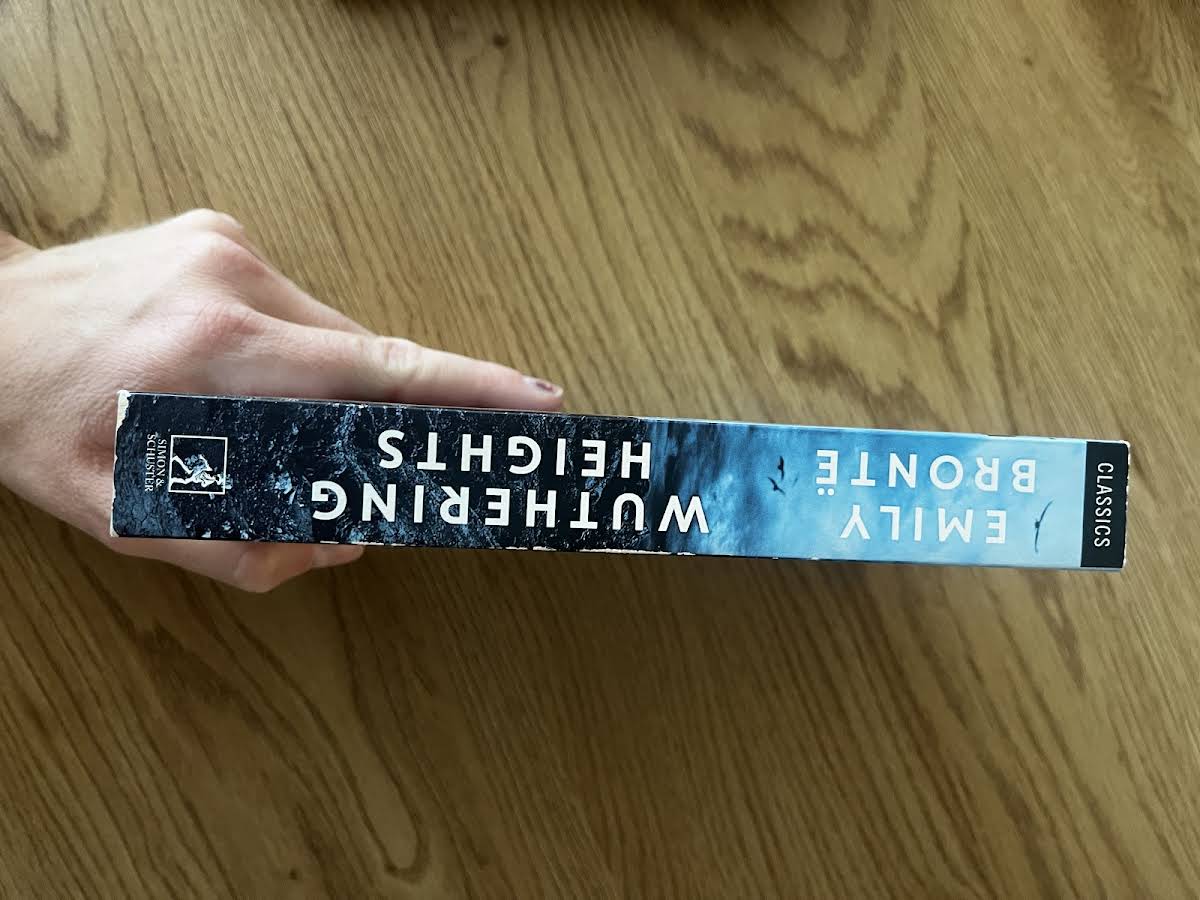 CLASSICS
EMILY
BRONTË
WUTHERING
HEIGHTS
SIMON &
SCHUSTER